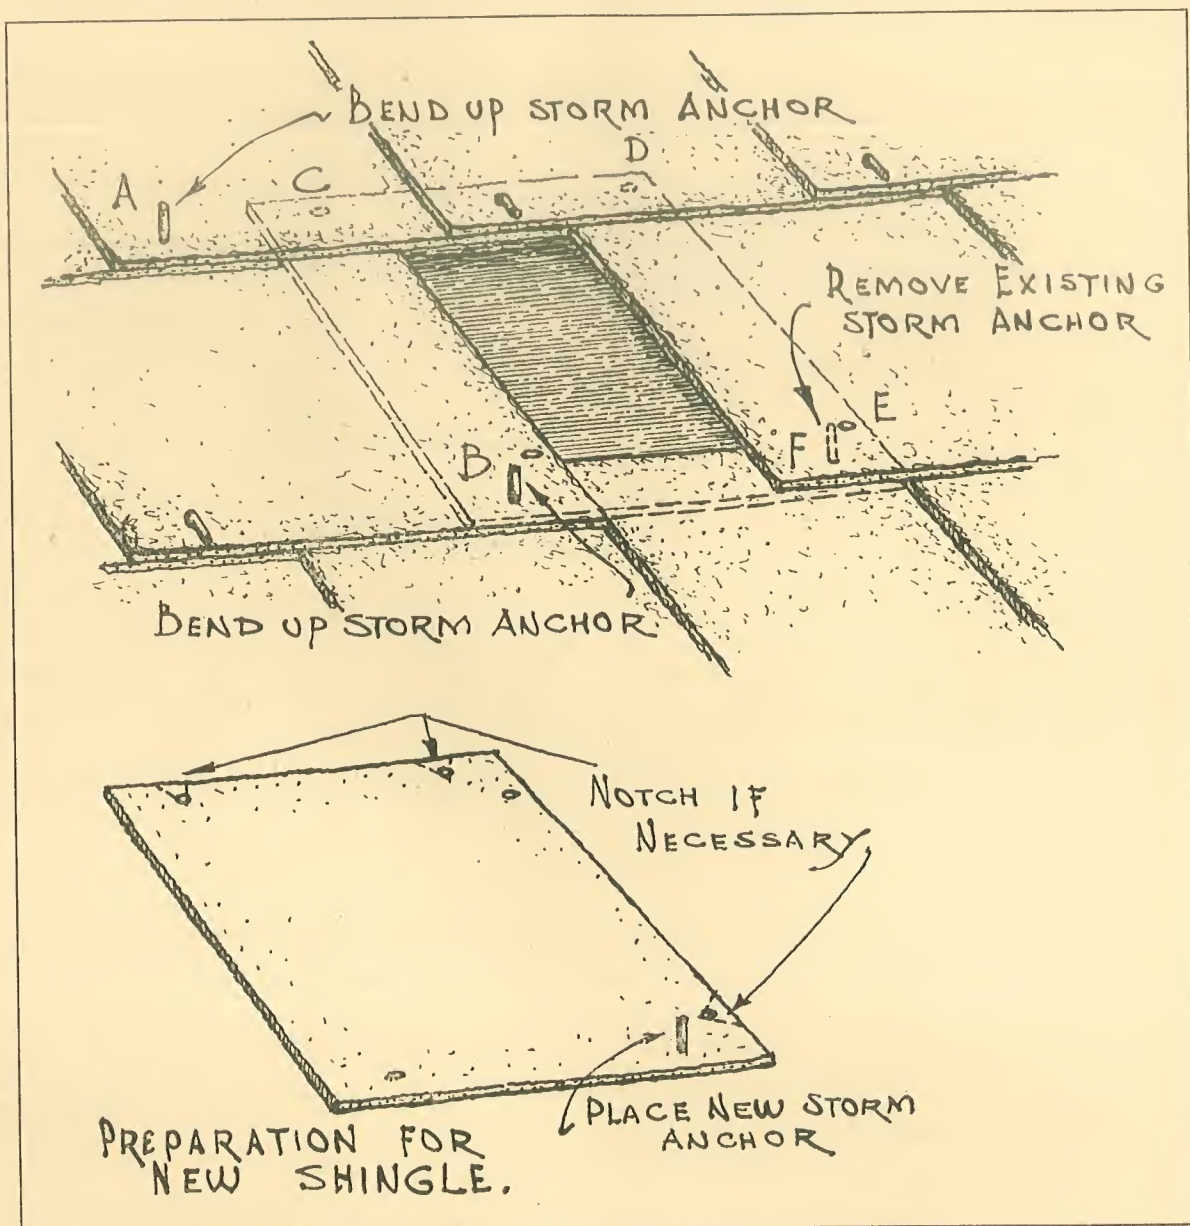 BEND UP STORM ANCHOR
A
C
D
REMOVE EXISTING
STORM ANCHOR
E
F
B
BEND UP STORM ANCHOR
NOTCH IF
NECESSARY
PLACE NEW STORM
ANCHOR
PREPARATION FOR
NEW SHINGLE.